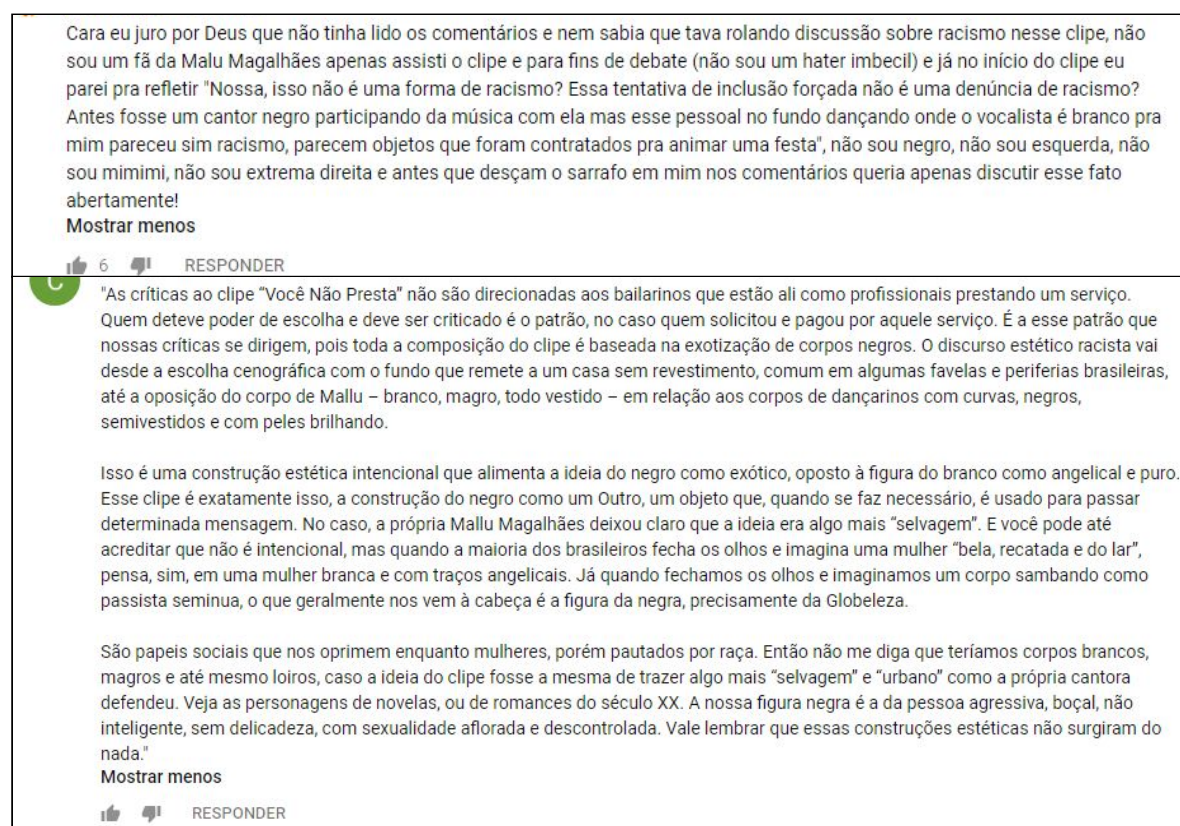 Cara eu juro por Deus que não tinha lido os comentários e nem sabia que tava rolando discussão sobre racismo nesse clipe, não
sou um fã da Malu Magalhães apenas assisti o clipe e para fins de debate (não sou um hater imbecil) e já no início do clipe eu
parei pra refletir "Nossa, isso não é uma forma de racismo? Essa tentativa de inclusão forçada não é uma denúncia de racismo?
Antes fosse um cantor negro participando da música com ela mas esse pessoal no fundo dançando onde o vocalista é branco pra
mim pareceu sim racismo, parecem objetos que foram contratados pra animar uma festa", não sou negro, não sou esquerda, não
sou mimimi, não sou extrema direita e antes que desçam o sarrafo em mim nos comentários queria apenas discutir esse fato
abertamente!
Mostrar menos
6 RESPONDER
C
"As críticas ao clipe “Você Não Presta” não são direcionadas aos bailarinos que estão ali como profissionais prestando um serviço.
Quem deteve poder de escolha e deve ser criticado é o patrão, no caso quem solicitou e pagou por aquele serviço. É a esse patrão que
nossas críticas se dirigem, pois toda a composição do clipe é baseada na exotização de corpos negros. O discurso estético racista vai
desde a escolha cenográfica com o fundo que remete a um casa sem revestimento, comum em algumas favelas e periferias brasileiras,
até a oposição do corpo de Mallu – branco, magro, todo vestido – em relação aos corpos de dançarinos com curvas, negros,
semivestidos e com peles brilhando.
Isso é uma construção estética intencional que alimenta a ideia do negro como exótico, oposto à figura do branco como angelical e puro.
Esse clipe é exatamente isso, a construção do negro como um Outro, um objeto que, quando se faz necessário, é usado para passar
determinada mensagem. No caso, a própria Mallu Magalhães deixou claro que a ideia era algo mais “selvagem”. E você pode até
acreditar que não é intencional, mas quando a maioria dos brasileiros fecha os olhos e imagina uma mulher “bela, recatada e do lar”,
pensa, sim, em uma mulher branca e com traços angelicais. Já quando fechamos os olhos e imaginamos um corpo sambando como
passista seminua, o que geralmente nos vem à cabeça é a figura da negra, precisamente da Globeleza.
São papeis sociais que nos oprimem enquanto mulheres, porém pautados por raça. Então não me diga que teríamos corpos brancos,
magros e até mesmo loiros, caso a ideia do clipe fosse a mesma de trazer algo mais “selvagem” e “urbano” como a própria cantora
defendeu. Veja as personagens de novelas, ou de romances do século XX. A nossa figura negra é a da pessoa agressiva, boçal, não
inteligente, sem delicadeza, com sexualidade aflorada e descontrolada. Vale lembrar que essas construções estéticas não surgiram do
nada."
Mostrar menos
RESPONDER